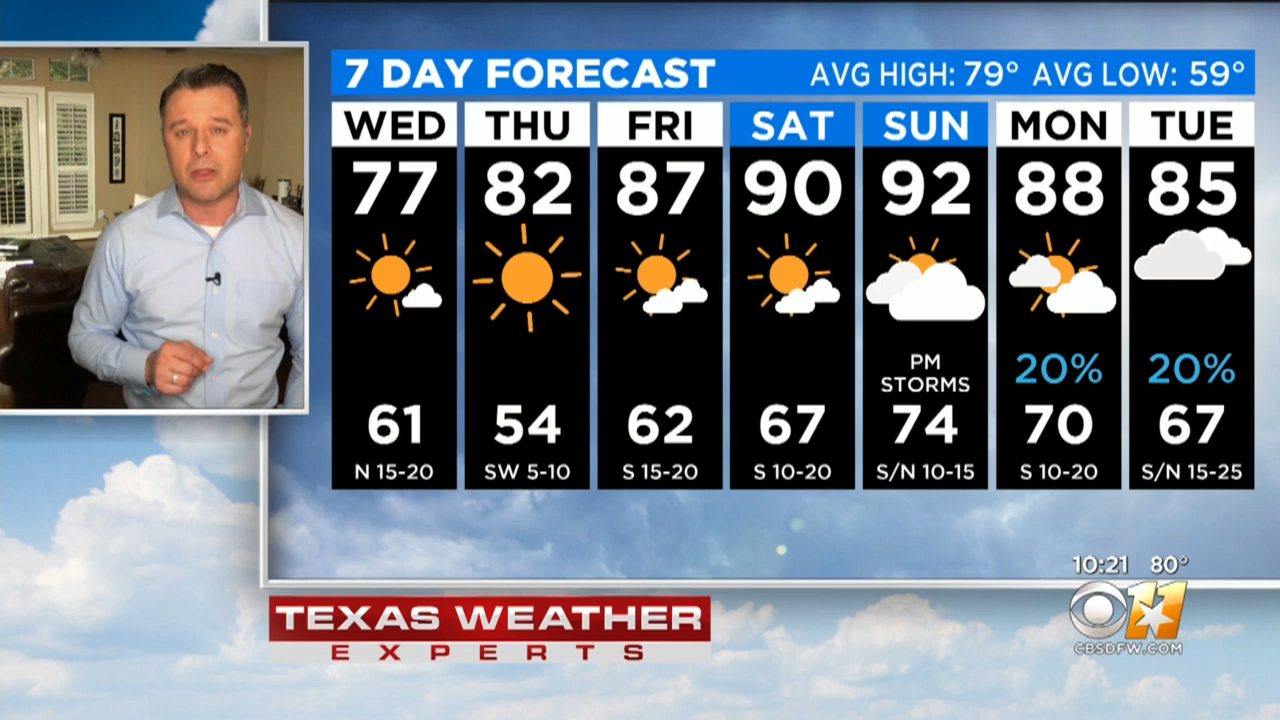 7 DAY FORECAST AVG HIGH: 79° AVG LOW: 59°
WED THU FRI SAT SUN MON TUE
77 82 87 90 92 88 85
PM
STORMS
20% 20%
61 54 62 67 74 70 67
N 15-20 SW 5-10 S 15-20 S 10-20 S/N 10-15 S 10-20 S/N 15-25
10:21 80°
11
CBSDFW.COM
TEXAS WEATHER
EXPERTS